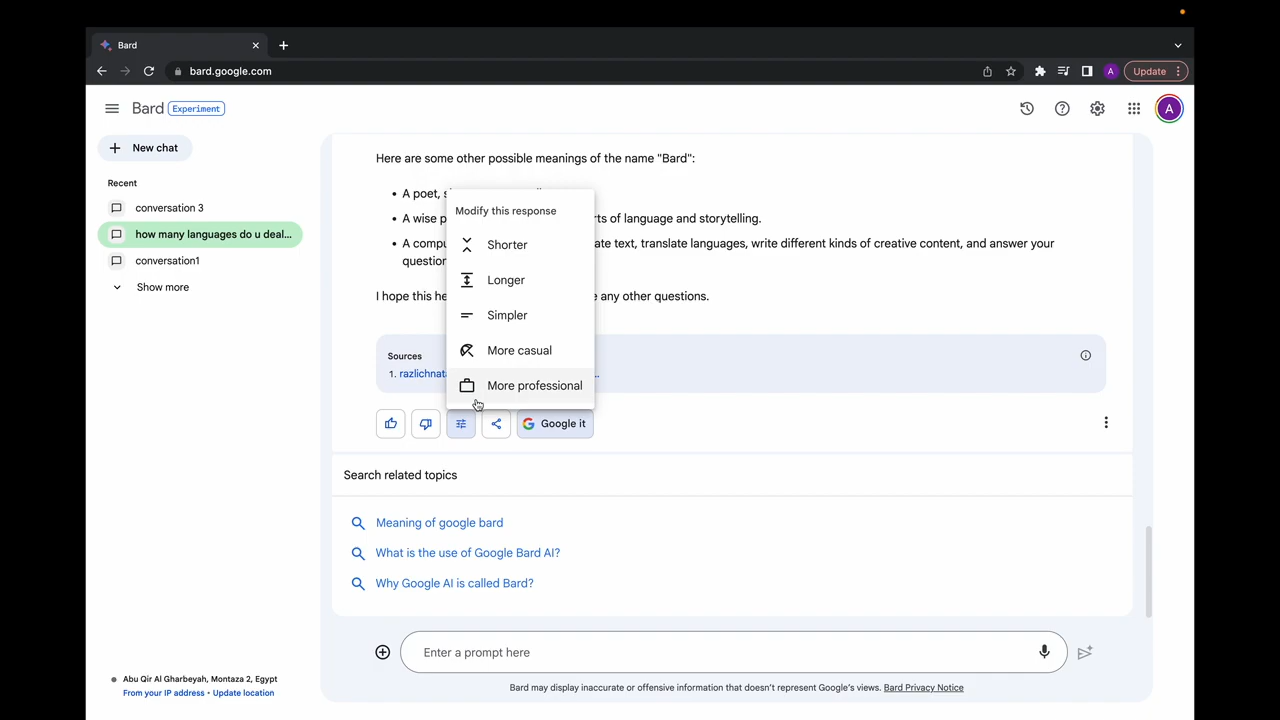 Bard
bard.google.com
A
Update
Bard Experiment
A
New chat
Recent
conversation 3
how many languages do u deal...
conversation1
Show more
Here are some other possible meanings of the name "Bard":
• A poet,
• A wise rts of language and storytelling.
• A compu ate text, translate languages, write different kinds of creative content, and answer your
question
I hope this he e any other questions.
Modify this response
Shorter
Longer
Simpler
More casual
More professional
Sources
1. razlichnat ...
Google it
Search related topics
Meaning of google bard
What is the use of Google Bard AI?
Why Google AI is called Bard?
Enter a prompt here
Bard may display inaccurate or offensive information that doesn't represent Google's views. Bard Privacy Notice
Abu Qir Al Gharbeyah, Montaza 2, Egypt
From your IP address • Update location